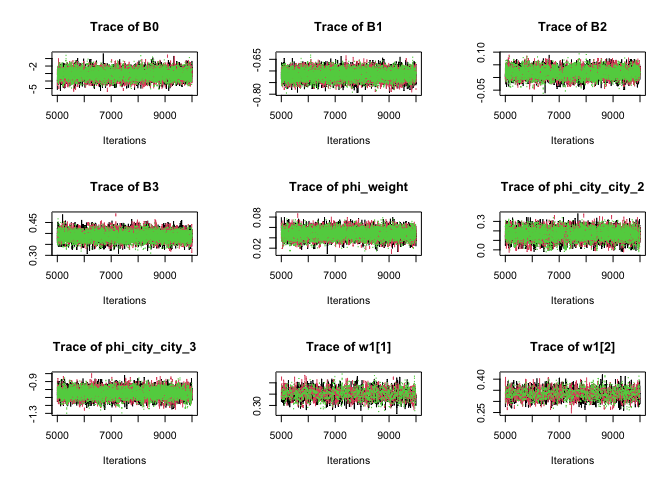 Trace of B0
-2
-5
5000 7000 9000
Iterations
Trace of B1
-0.65
-0.80
5000 7000 9000
Iterations
Trace of B2
0.10
-0.05
5000 7000 9000
Iterations
Trace of B3
0.45
0.30
5000 7000 9000
Iterations
Trace of phi_weight
0.08
0.02
5000 7000 9000
Iterations
Trace of phi_city_city_2
0.3
0.0
5000 7000 9000
Iterations
Trace of phi_city_city_3
-0.9
-1.3
5000 7000 9000
Iterations
Trace of w1[1]
0.30
5000 7000 9000
Iterations
Trace of w1[2]
0.40
0.25
5000 7000 9000
Iterations